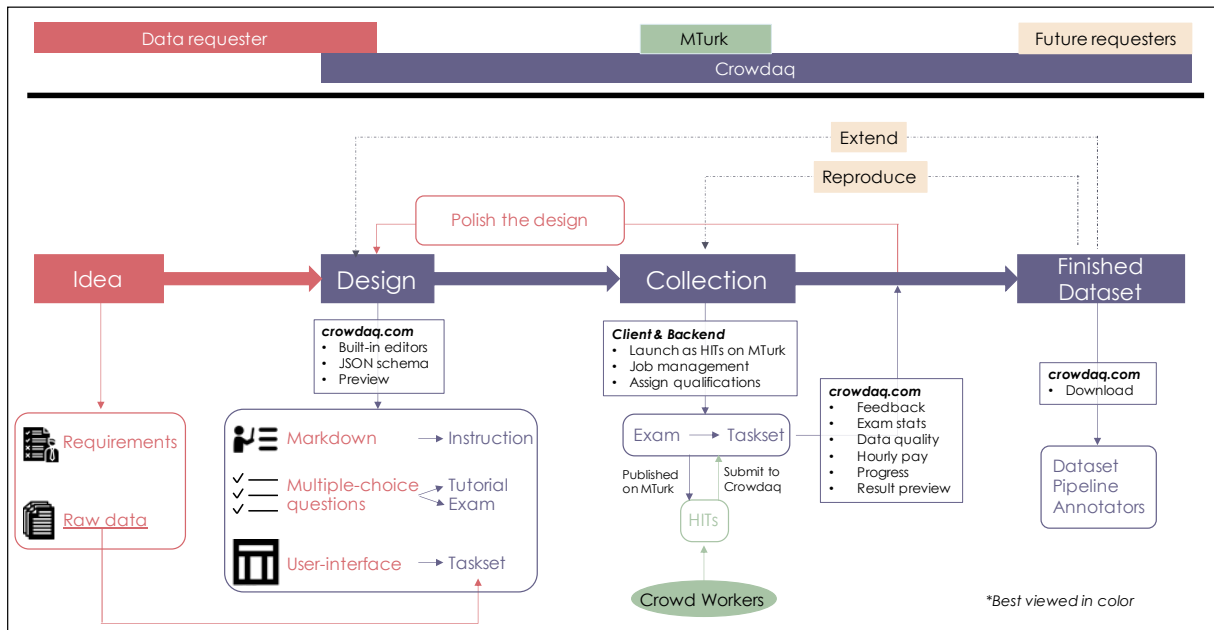 Data requester
MTurk
Future requesters
Crowdaq
Extend
Reproduce
Polish the design
Idea
Design
Collection
Finished
Dataset
crowdaq.com
• Built-in editors
• JSON schema
• Preview
Client & Backend
• Launch as HITs on MTurk
• Job management
• Assign qualifications
crowdaq.com
• Feedback
• Exam stats
• Data quality
• Hourly pay
• Progress
• Result preview
crowdaq.com
• Download
Requirements
Raw data
Markdown
Instruction
Multiple-choice
questions
Tutorial
Exam
User-interface
Taskset
Exam
Taskset
Published
on MTurk
Submit to
Crowdaq
HITs
Crowd Workers
Dataset
Pipeline
Annotators
*Best viewed in color